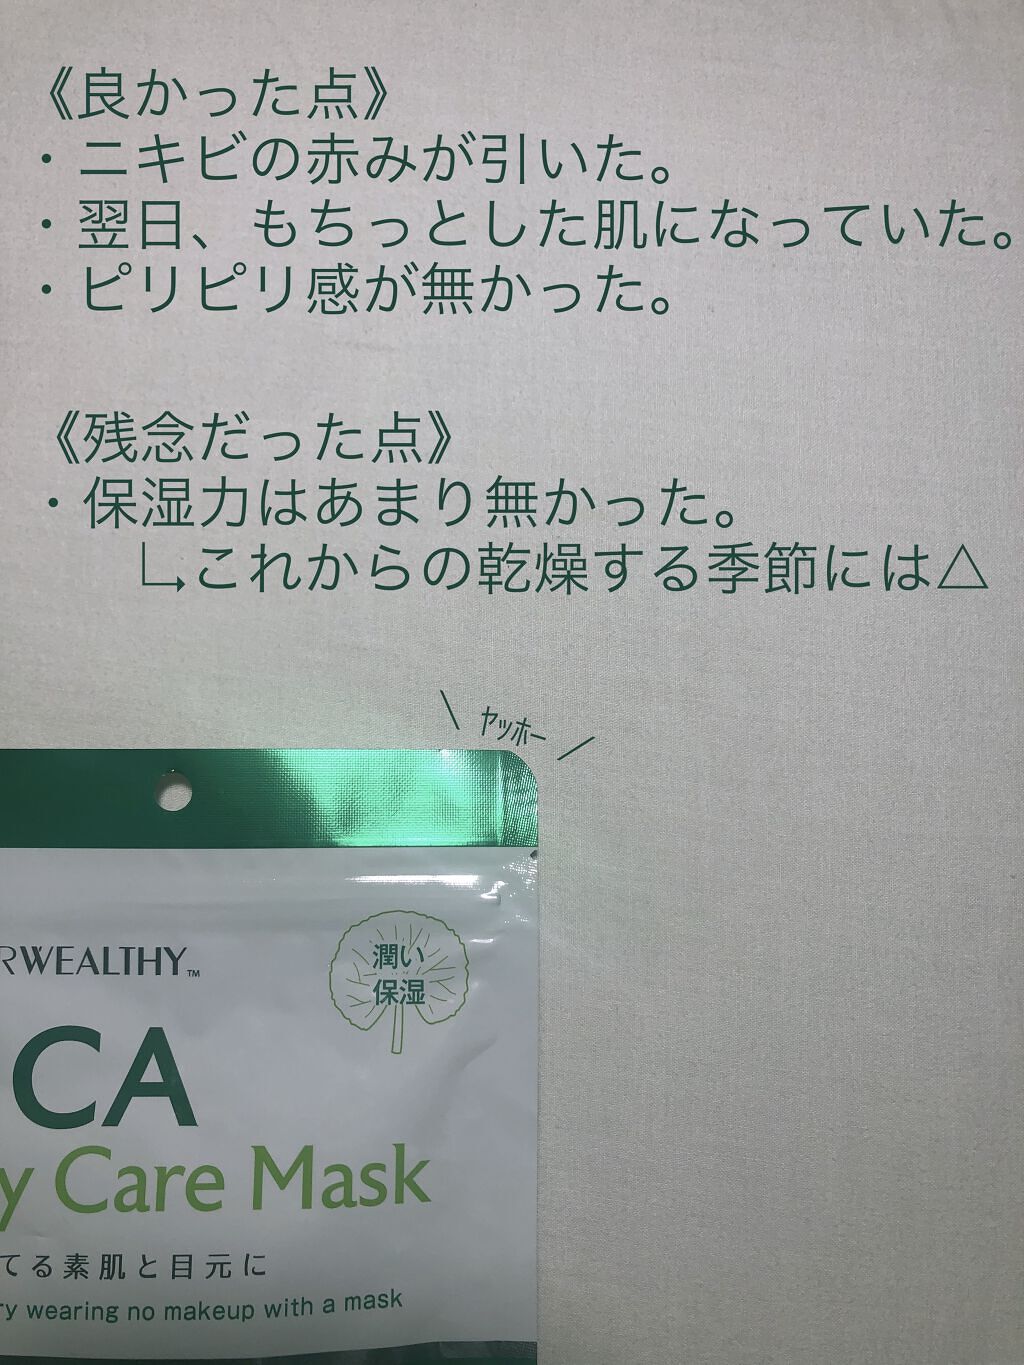 《良かった点》
・ニキビの赤みが引いた。
・翌日、もちっとした肌になっていた。
・ピリピリ感が無かった。
《残念だった点》
・保湿力はあまり無かった。
↳これからの乾燥する季節には△
\ ヤッホー /
RWEALTHY™
潤い
保湿
CA
y Care Mask
てる素肌と目元に
ry wearing no makeup with a mask